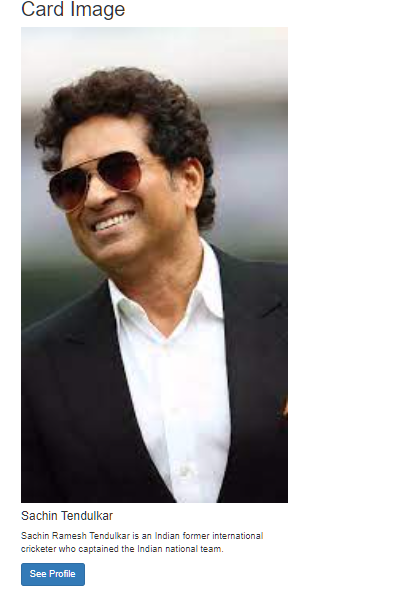 Card Image
Sachin Tendulkar
Sachin Ramesh Tendulkar is an Indian former international
cricketer who captained the Indian national team.
See Profile